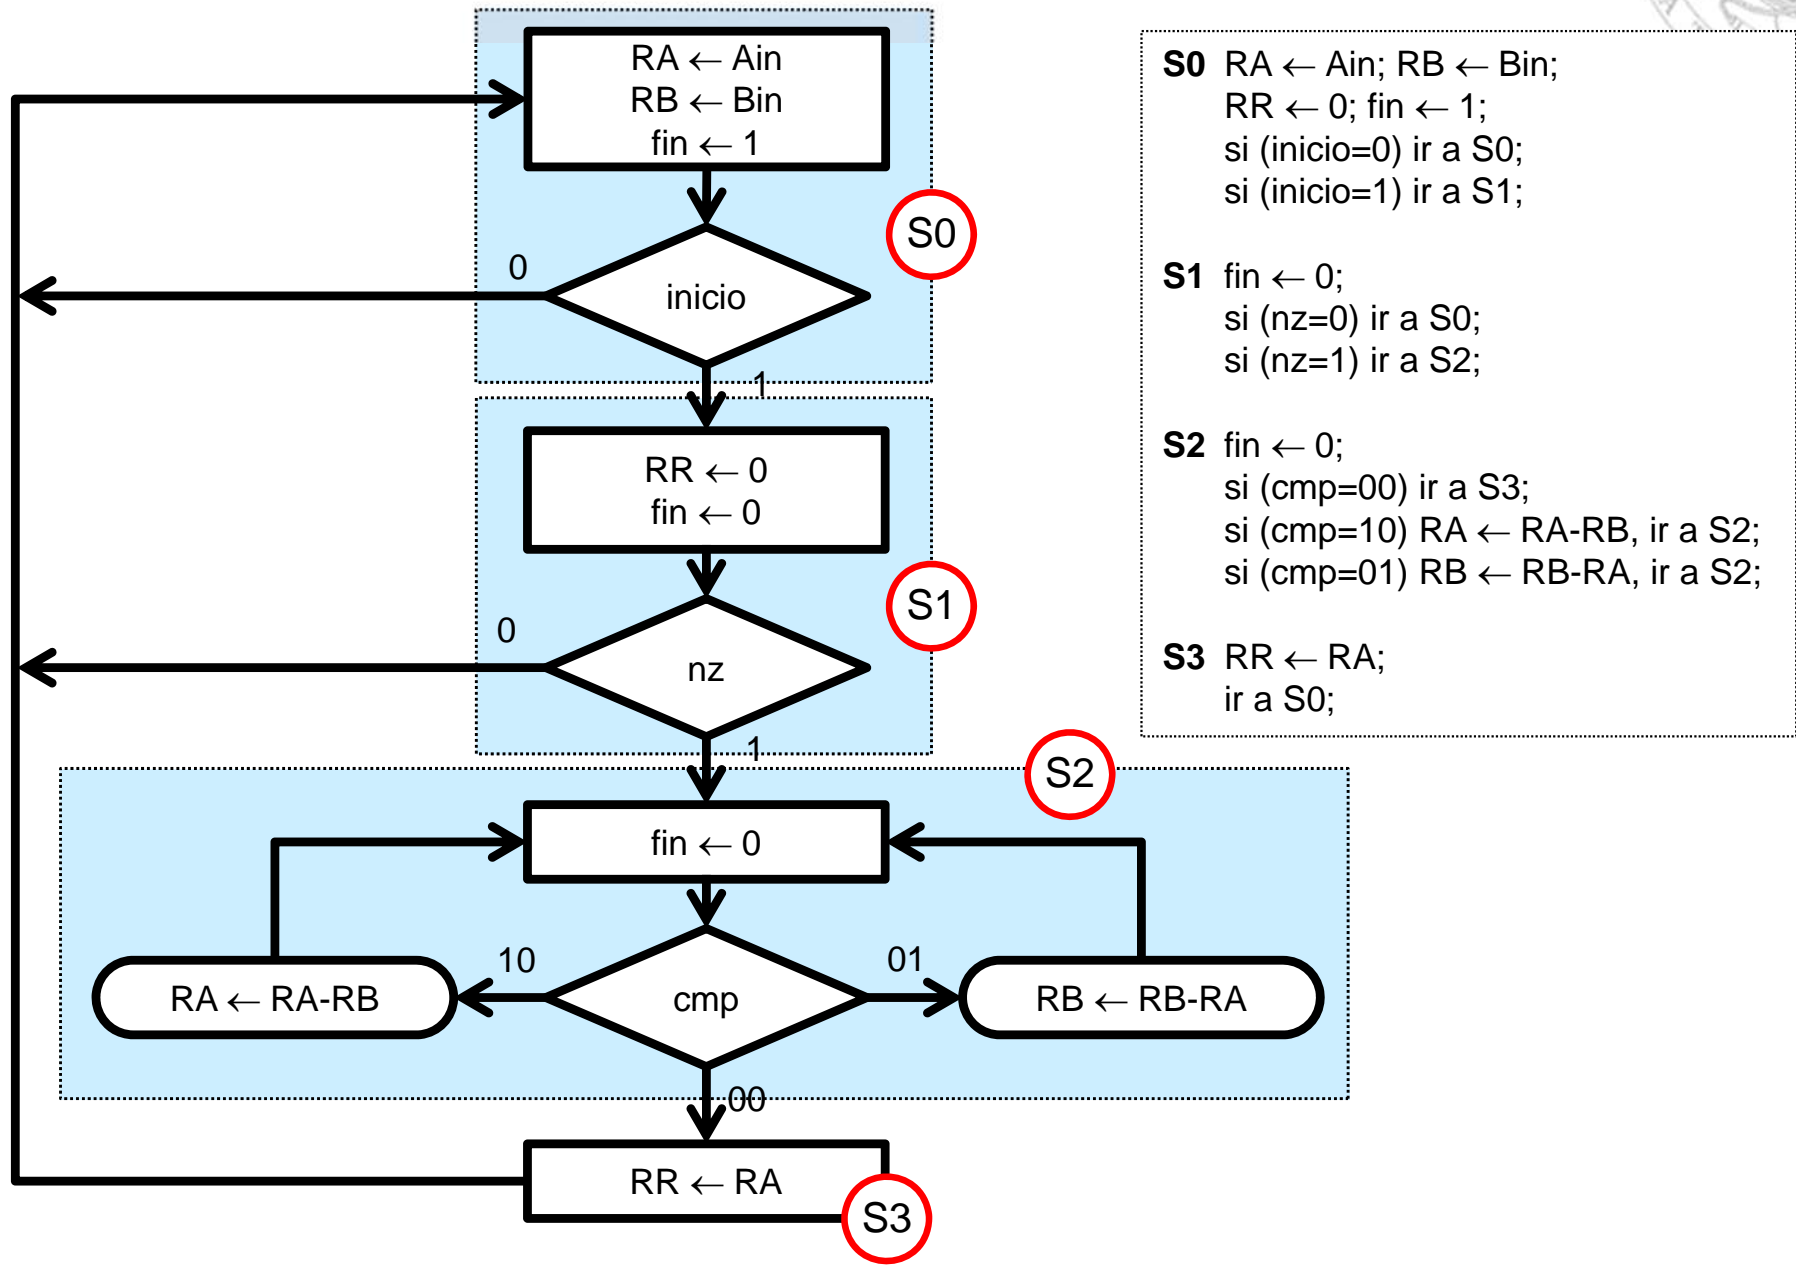 RA ← Ain
RB ← Bin
fin ← 1
S0
inicio
0
1
RR ← 0
fin ← 0
S1
nz
0
1
S2
fin ← 0
10
cmp
01
RA ← RA-RB
RB ← RB-RA
00
RR ← RA
S3
S0 RA ← Ain; RB ← Bin;
RR ← 0; fin ← 1;
si (inicio=0) ir a S0;
si (inicio=1) ir a S1;
S1 fin ← 0;
si (nz=0) ir a S0;
si (nz=1) ir a S2;
S2 fin ← 0;
si (cmp=00) ir a S3;
si (cmp=10) RA ← RA-RB, ir a S2;
si (cmp=01) RB ← RB-RA, ir a S2;
S3 RR ← RA;
ir a S0;